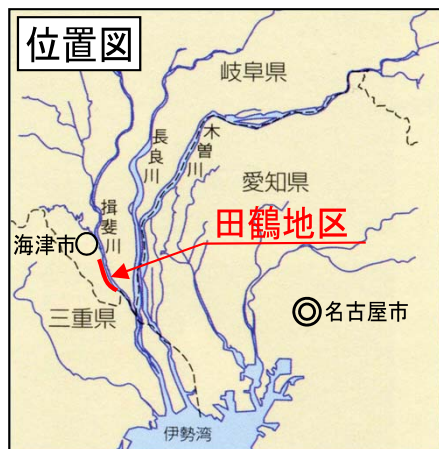 位置図
岐阜県
長良川
木曽川
愛知県
揖斐川
田鶴地区
海津市
三重県
名古屋市
伊勢湾